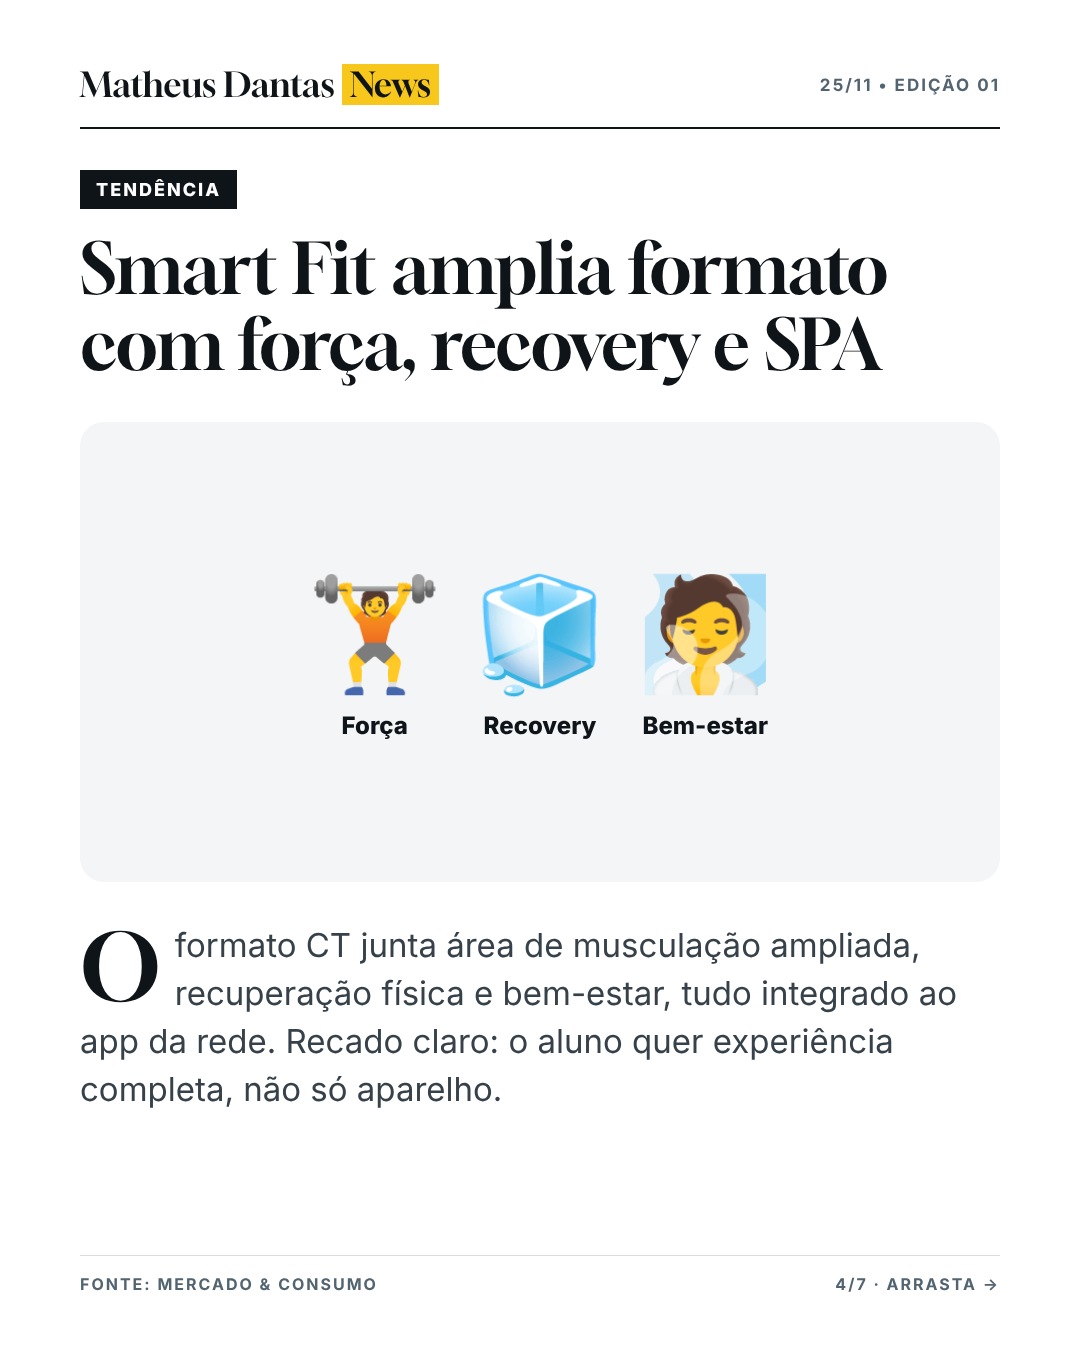 Matheus Dantas News
25/11 • EDIÇÃO 01
TENDÊNCIA
Smart Fit amplia formato
com força, recovery e SPA
Força
Recovery
Bem-estar
O formato CT junta área de musculação ampliada,
recuperação física e bem-estar, tudo integrado ao
app da rede. Recado claro: o aluno quer experiência
completa, não só aparelho.
FONTE: MERCADO & CONSUMO
4/7 · ARRASTA →